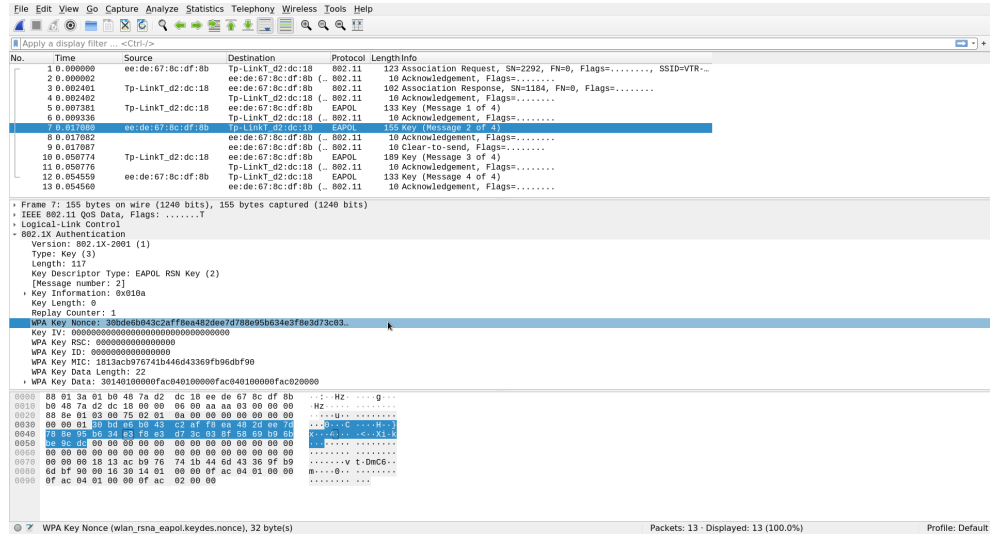 File Edit View Go Capture Analyze Statistics Telephony Wireless Tools Help
Apply a display filter ... <Ctrl-/>
No. Time Source Destination Protocol Length Info
1 0.000000 ee:de:67:8c:df:8b Tp-LinkT_d2:dc:18 802.11 123 Association Request, SN=2292, FN=0, Flags=........, SSID=VTR-…
2 0.000002 ee:de:67:8c:df:8b (… 802.11 10 Acknowledgement, Flags=........
3 0.002401 Tp-LinkT_d2:dc:18 ee:de:67:8c:df:8b 802.11 102 Association Response, SN=1184, FN=0, Flags=........
4 0.002402 Tp-LinkT_d2:dc:18 (… 802.11 10 Acknowledgement, Flags=........
5 0.007381 Tp-LinkT_d2:dc:18 ee:de:67:8c:df:8b EAPOL 133 Key (Message 1 of 4)
6 0.009336 Tp-LinkT_d2:dc:18 (… 802.11 10 Acknowledgement, Flags=........
7 0.017080 ee:de:67:8c:df:8b Tp-LinkT_d2:dc:18 EAPOL 155 Key (Message 2 of 4)
8 0.017082 ee:de:67:8c:df:8b (… 802.11 10 Acknowledgement, Flags=........
9 0.017087 ee:de:67:8c:df:8b (… 802.11 10 Clear-to-send, Flags=........
10 0.050774 Tp-LinkT_d2:dc:18 ee:de:67:8c:df:8b EAPOL 189 Key (Message 3 of 4)
11 0.050776 Tp-LinkT_d2:dc:18 (… 802.11 10 Acknowledgement, Flags=........
12 0.054559 ee:de:67:8c:df:8b Tp-LinkT_d2:dc:18 EAPOL 133 Key (Message 4 of 4)
13 0.054560 ee:de:67:8c:df:8b (… 802.11 10 Acknowledgement, Flags=........
Frame 7: 155 bytes on wire (1240 bits), 155 bytes captured (1240 bits)
IEEE 802.11 QoS Data, Flags: .......T
Logical-Link Control
802.1X Authentication
Version: 802.1X-2001 (1)
Type: Key (3)
Length: 117
Key Descriptor Type: EAPOL RSN Key (2)
[Message number: 2]
Key Information: 0x010a
Key Length: 0
Replay Counter: 1
WPA Key Nonce: 30bde6b043c2aff8ea482dee7d788e95b634e3f8e3d73c03…
Key IV: 00000000000000000000000000000000
WPA Key RSC: 0000000000000000
WPA Key ID: 0000000000000000
WPA Key MIC: 1813acb976741b446d43369fb96dbf90
WPA Key Data Length: 22
WPA Key Data: 30140100000fac040100000fac040100000fac020000
0000 88 01 3a 01 b0 48 7a d2 dc 18 ee de 67 8c df 8b ··:··Hz· ····g···
0010 b0 48 7a d2 dc 18 00 00 06 00 aa aa 03 00 00 00 ·Hz····· ········
0020 88 8e 01 03 00 75 02 01 0a 00 00 00 00 00 00 00 ·····u·· ········
0030 00 00 01 30 bd e6 b0 43 c2 af f8 ea 48 2d ee 7d ···0···C ····H-·}
0040 78 8e 95 b6 34 e3 f8 e3 d7 3c 03 8f 58 69 b9 6b x···4··· ·<··Xi·k
0050 be 9c dc 00 00 00 00 00 00 00 00 00 00 00 00 00 ········ ········
0060 00 00 00 00 00 00 00 00 00 00 00 00 00 00 00 00 ········ ········
0070 00 00 00 18 13 ac b9 76 74 1b 44 6d 43 36 9f b9 ·······v t·DmC6··
0080 6d bf 90 00 16 30 14 01 00 00 0f ac 04 01 00 00 m····0·· ········
0090 0f ac 04 01 00 00 0f ac 02 00 00 ········ ···
WPA Key Nonce (wlan_rsna_eapol.keydes.nonce), 32 byte(s)
Packets: 13 · Displayed: 13 (100.0%)
Profile: Default